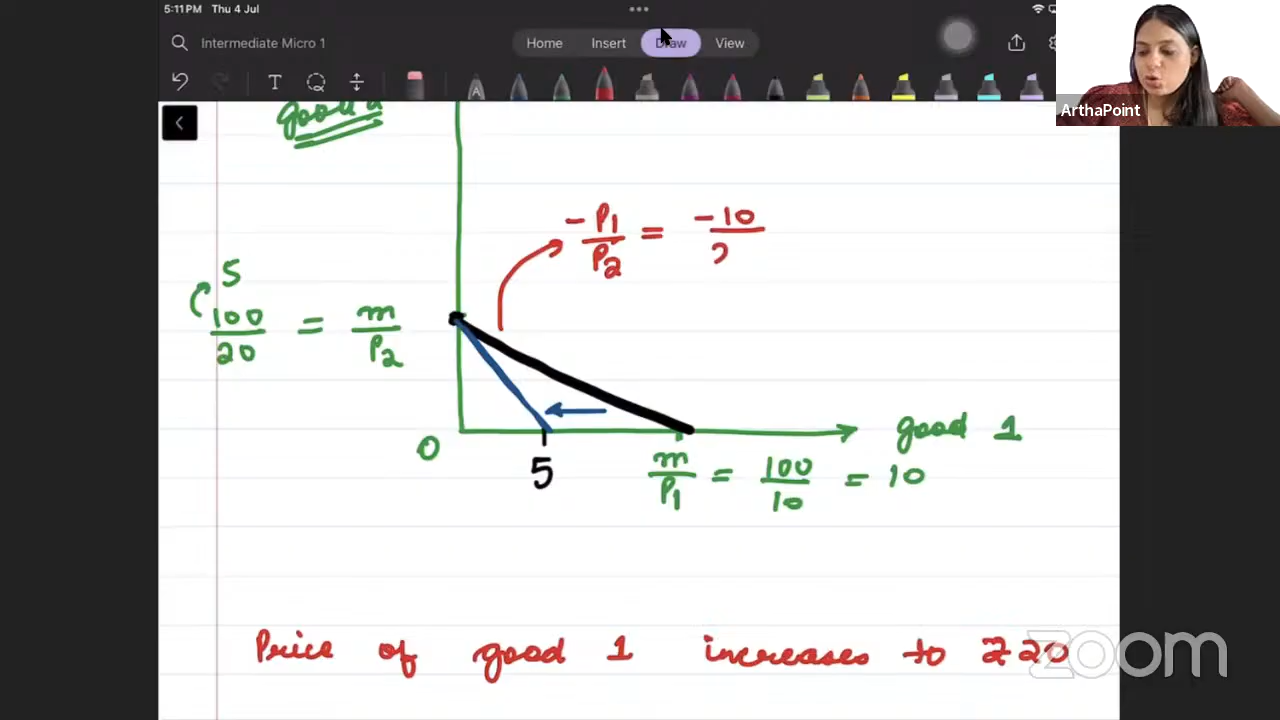 5:11 PM Thu 4 Jul
Intermediate Micro 1
Home Insert Draw View
ArthaPoint
good 2
-P1/P2 = -10/2
5
100/20 = m/P2
0
5
good 1
m/P1 = 100/10 = 10
Price of good 1 increases to ₹20
zoom